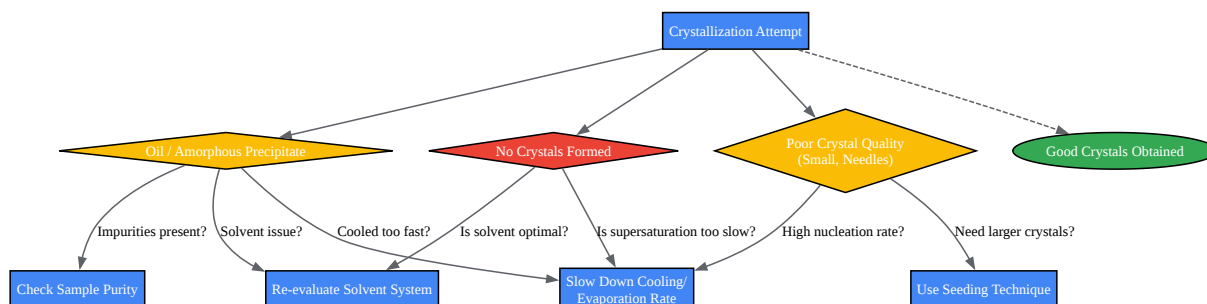 Crystallization Attempt
Oil / Amorphous Precipitate
No Crystals Formed
Poor Crystal Quality
(Small, Needles)
Good Crystals Obtained
Impurities present?
Solvent issue?
Cooled too fast?
Is solvent optimal?
Is supersaturation too slow?
High nucleation rate?
Need larger crystals?
Check Sample Purity
Re-evaluate Solvent System
Slow Down Cooling/
Evaporation Rate
Use Seeding Technique